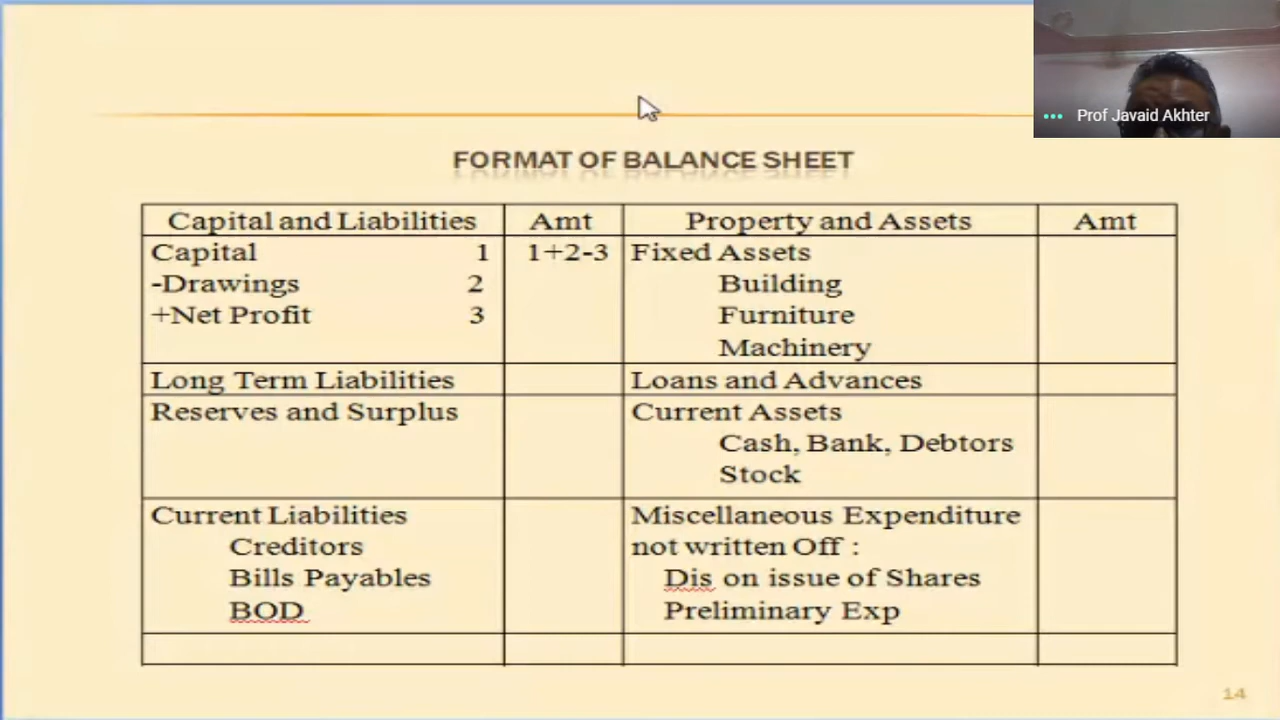 Prof Javaid Akhter
FORMAT OF BALANCE SHEET
Capital and Liabilities Amt Property and Assets Amt
Capital 1 1+2-3 Fixed Assets
-Drawings 2 Building
+Net Profit 3 Furniture
Machinery
Long Term Liabilities Loans and Advances
Reserves and Surplus Current Assets
Cash, Bank, Debtors
Stock
Current Liabilities Miscellaneous Expenditure
Creditors not written Off :
Bills Payables Dis on issue of Shares
BOD Preliminary Exp
14